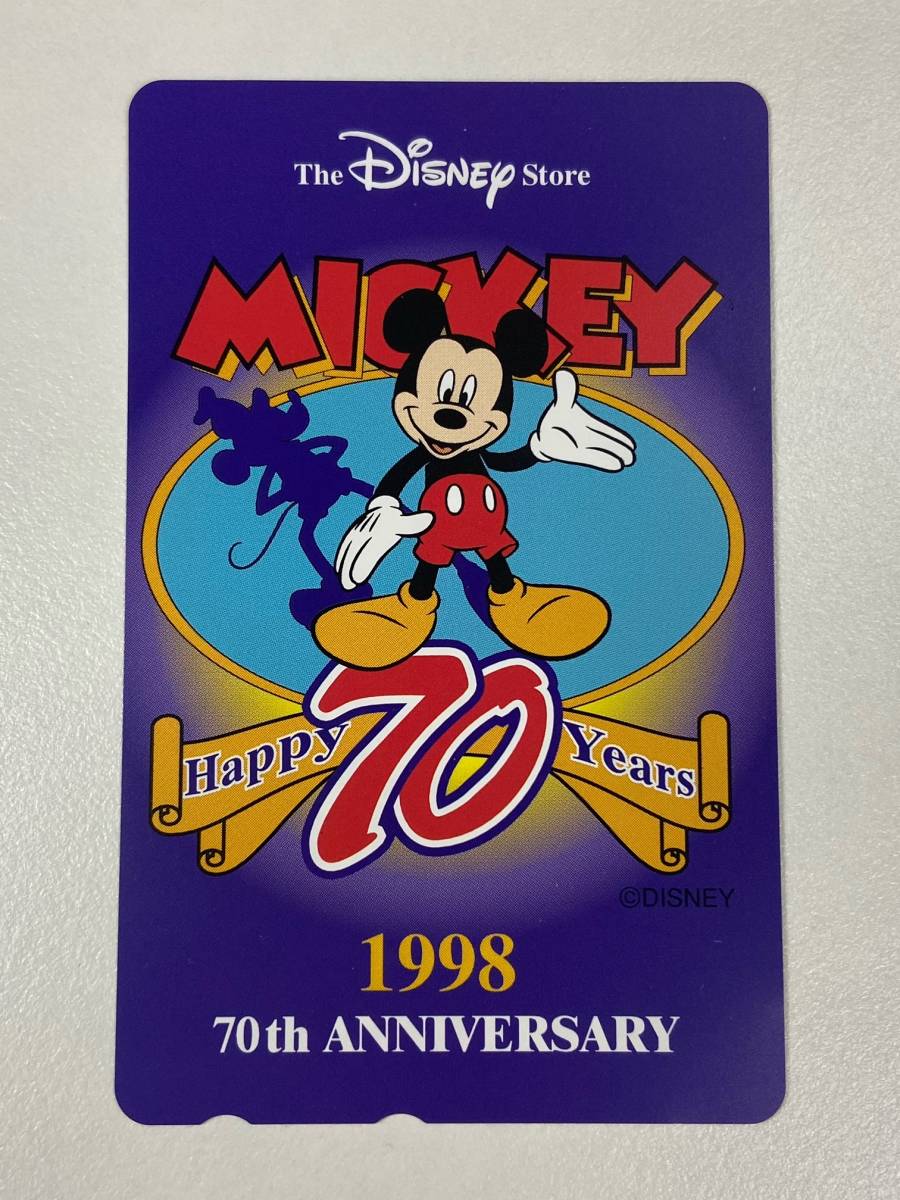 The Disney Store
MICKEY
Happy 70 Years
©DISNEY
1998
70th ANNIVERSARY